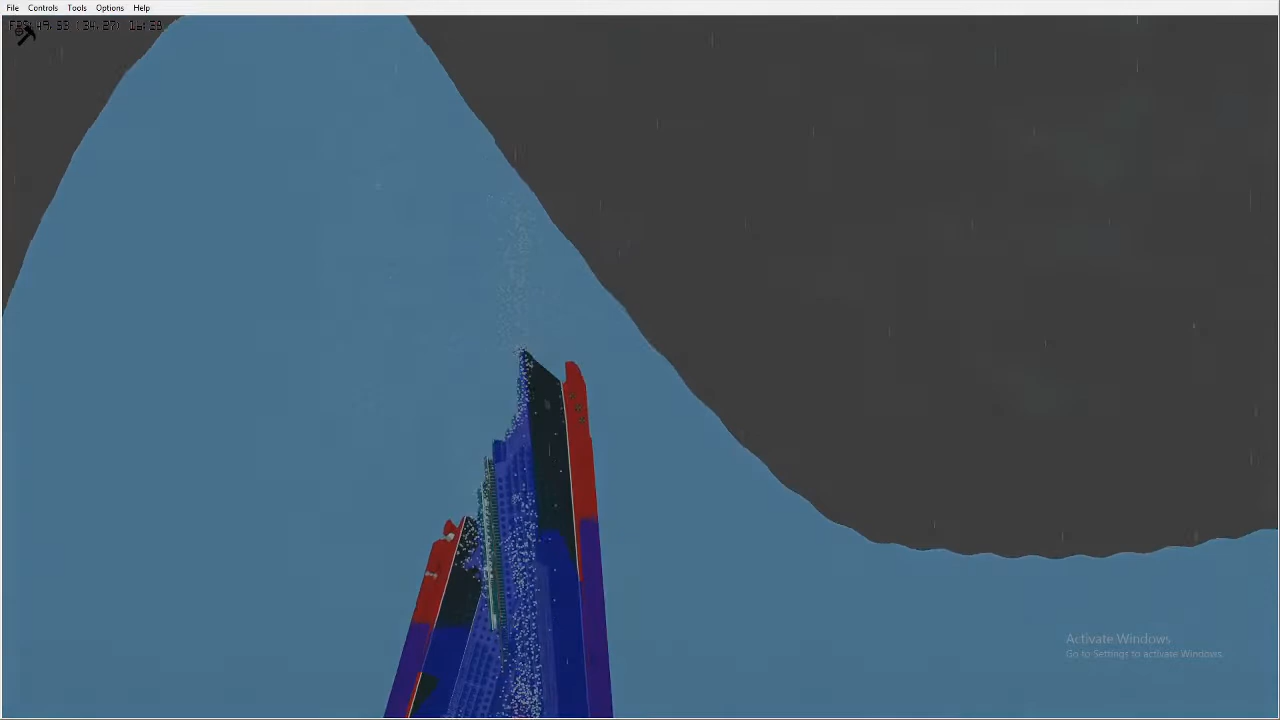 File Controls Tools Options Help
Activate Windows
Go to Settings to activate Windows.